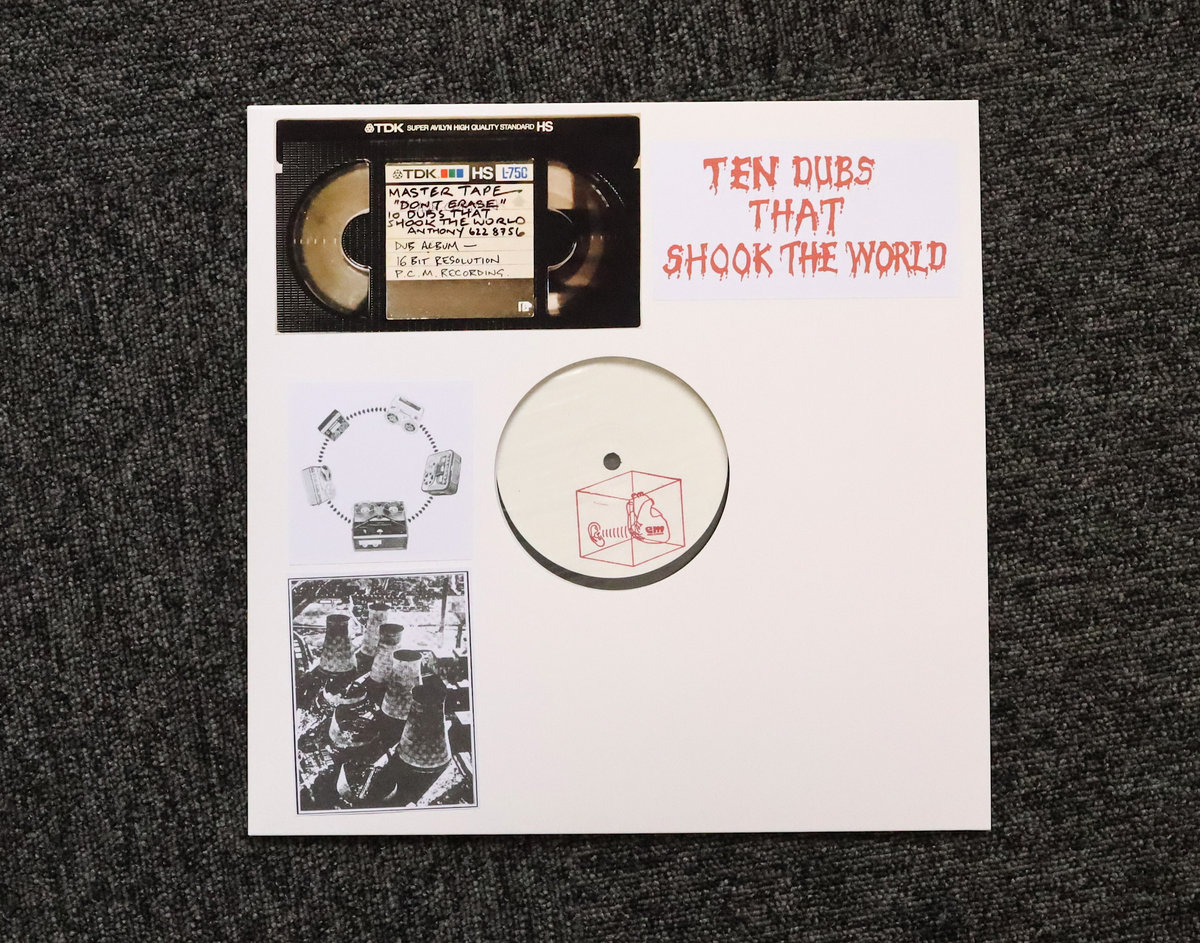 TDK SUPER AVILYN HIGH QUALITY STANDARD HS
TDK HS L-750
MASTER TAPE
"DON'T ERASE"
10 DUBS THAT
SHOOK THE WORLD
ANTHONY 622 8756
DUB ALBUM —
16 BIT RESOLUTION
P.C.M. RECORDING.
TEN DUBS
THAT
SHOOK THE WORLD